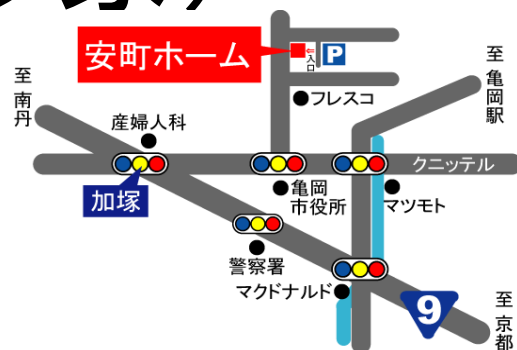 安町ホーム
入口
P
至亀岡駅
至南丹
フレスコ
産婦人科
クニッテル
加塚
亀岡
市役所
マツモト
警察署
マクドナルド
9
至京都